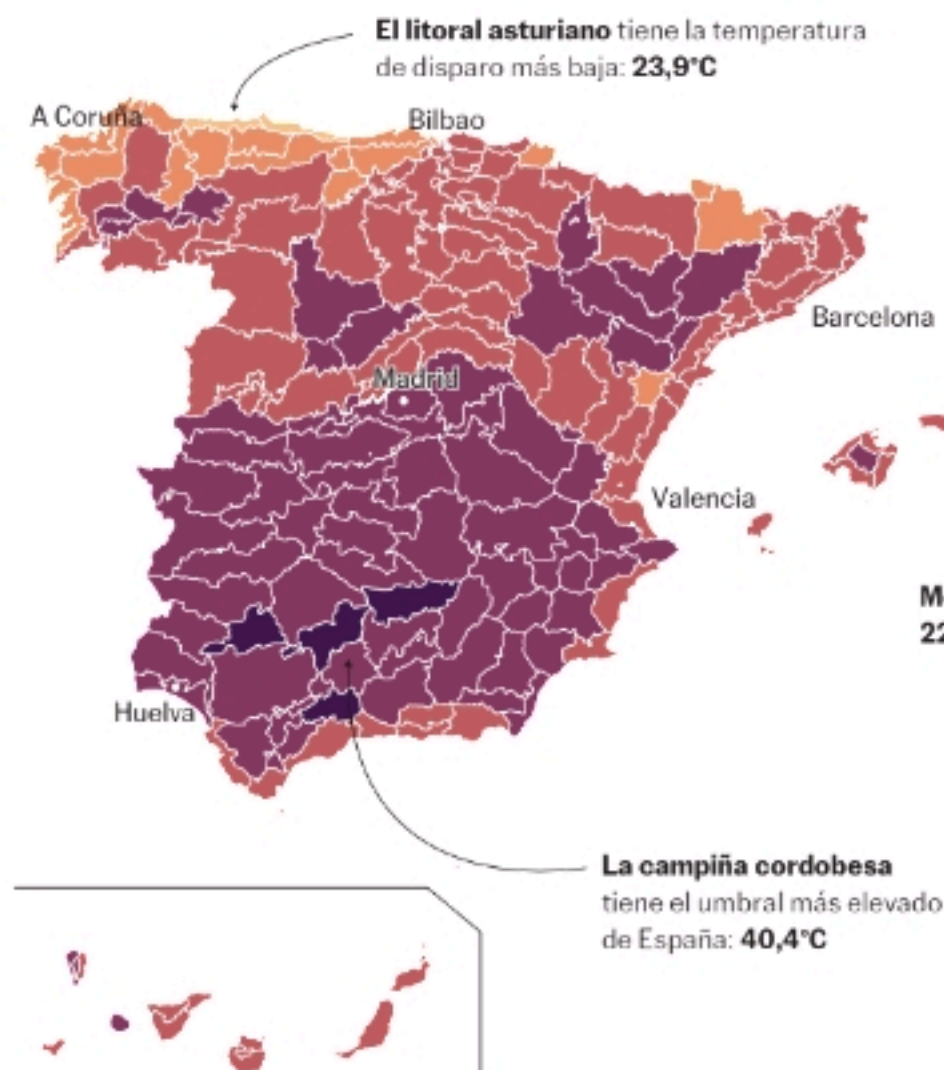 El litoral asturiano tiene la temperatura
de disparo más baja: 23,9°C
A Coruña
Bilbao
Barcelona
Madrid
Valencia
22
Huelva
La campiña cordobesa
tiene el umbral más elevado
de España: 40,4°C